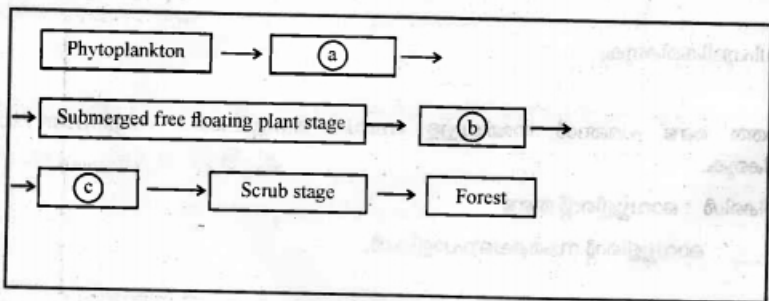 Phytoplankton → ⓐ →
→ Submerged free floating plant stage → ⓑ →
→ ⓒ → Scrub stage → Forest